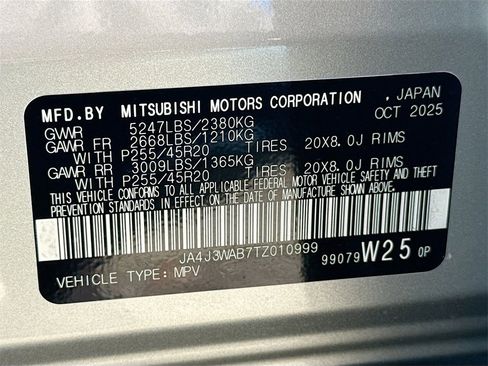 MFD.BY MITSUBISHI MOTORS CORPORATION , JAPAN
GVWR 5247LBS/2380KG OCT 2025
GAWR FR 2668LBS/1210KG
WITH P255/45R20 TIRES 20X8.0J RIMS
GAWR RR 3009LBS/1365KG
WITH P255/45R20 TIRES 20X8.0J RIMS
THIS VEHICLE CONFORMS TO ALL APPLICABLE FEDERAL MOTOR VEHICLE SAFETY AND
THEFT PREVENTION STANDARDS IN EFFECT ON THE DATE OF MANUFACTURE SHOWN ABOVE.
JA4J3WAB7TZ010999
VEHICLE TYPE: MPV 99079 W25 0P